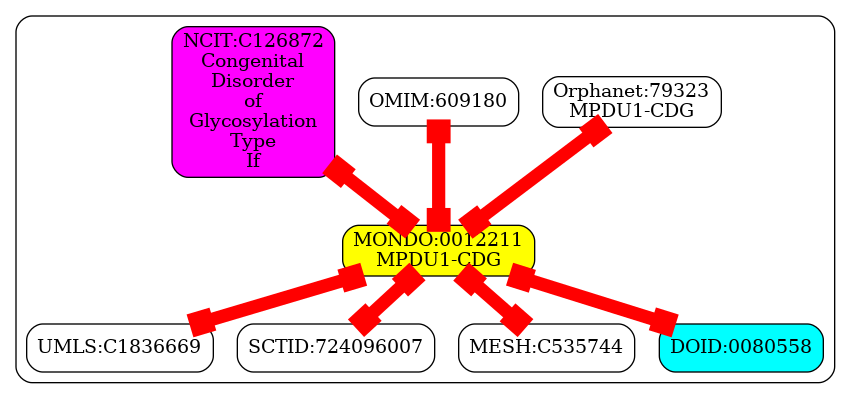 NCIT:C126872
Congenital
Disorder
of
Glycosylation
Type
If
OMIM:609180
Orphanet:79323
MPDU1-CDG
MONDO:0012211
MPDU1-CDG
UMLS:C1836669
SCTID:724096007
MESH:C535744
DOID:0080558